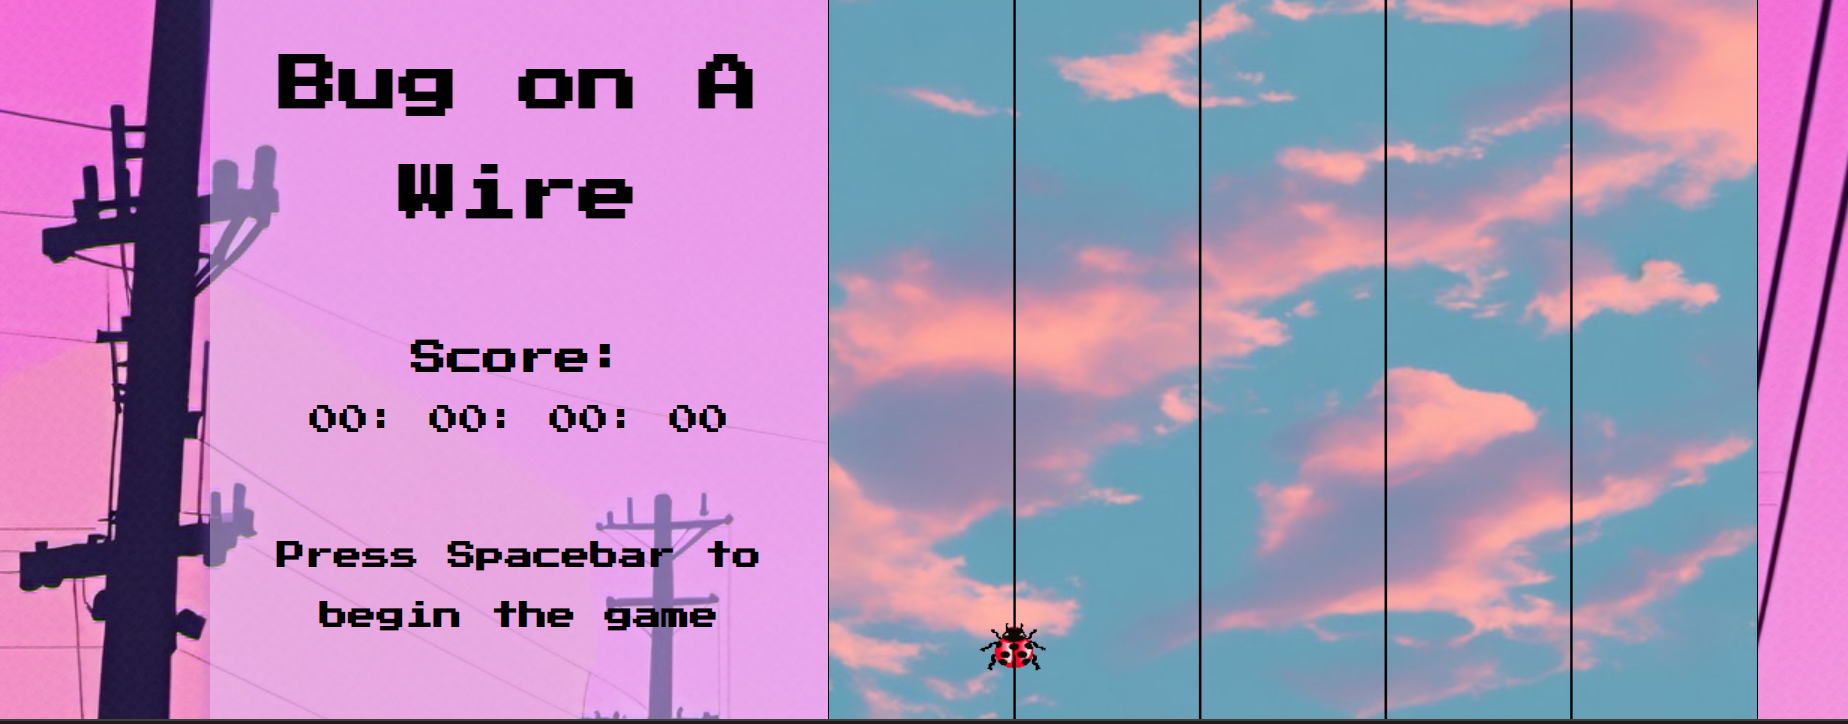 Bug on A
Wire
Score:
00: 00: 00: 00
Press Spacebar to
begin the game